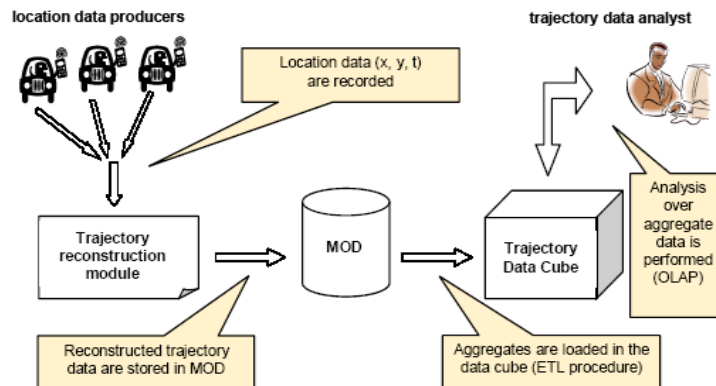 location data producers
trajectory data analyst
Location data (x, y, t)
are recorded
Trajectory
reconstruction
module
MOD
Trajectory
Data Cube
Analysis
over
aggregate
data is
performed
(OLAP)
Reconstructed trajectory
data are stored in MOD
Aggregates are loaded in the
data cube (ETL procedure)